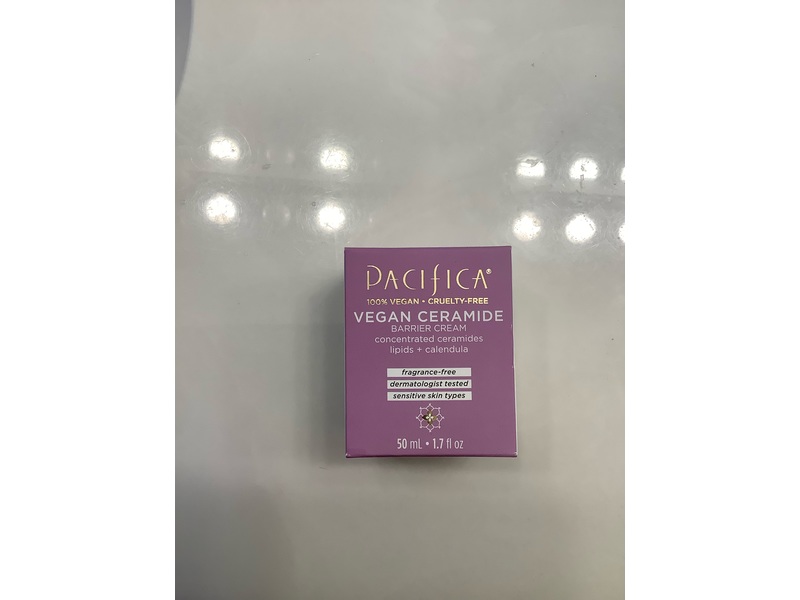 PACIFICA®
100% VEGAN • CRUELTY-FREE
VEGAN CERAMIDE
BARRIER CREAM
concentrated ceramides
lipids + calendula
fragrance-free
dermatologist tested
sensitive skin types
50 mL • 1.7 fl oz